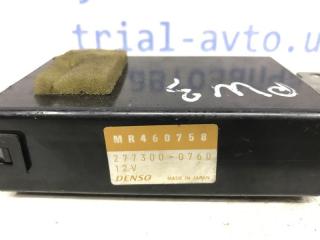 trial-avto.u
MR460758
277300-0760
12V
DENSO MADE IN JAPAN